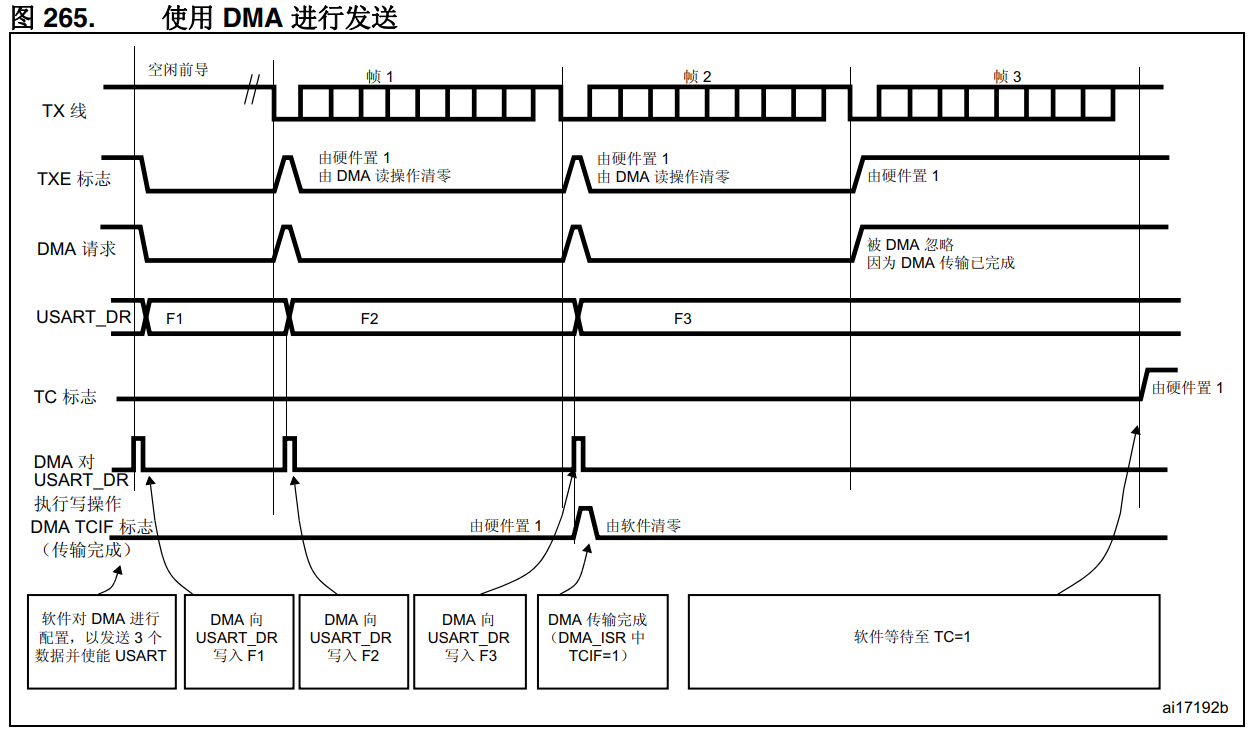 图 265. 使用 DMA 进行发送
空闲前导
帧 1
帧 2
帧 3
TX 线
TXE 标志
由硬件置 1
由 DMA 读操作清零
由硬件置 1
由 DMA 读操作清零
由硬件置 1
DMA 请求
被 DMA 忽略
因为 DMA 传输已完成
USART_DR
F1
F2
F3
TC 标志
由硬件置 1
DMA 对
USART_DR
执行写操作
DMA TCIF 标志
（传输完成）
由硬件置 1
由软件清零
软件对 DMA 进行
配置，以发送 3 个
数据并使能 USART
DMA 向
USART_DR
写入 F1
DMA 向
USART_DR
写入 F2
DMA 向
USART_DR
写入 F3
DMA 传输完成
（DMA_ISR 中
TCIF=1）
软件等待至 TC=1
ai17192b